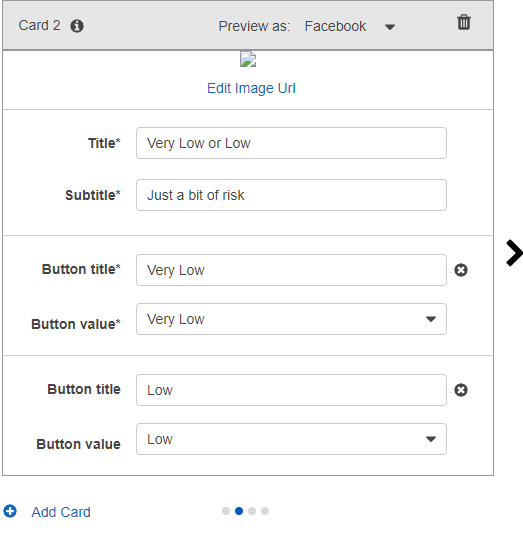 Card 2 Preview as: Facebook
Edit Image Url
Title* Very Low or Low
Subtitle* Just a bit of risk
Button title* Very Low
Button value* Very Low
Button title Low
Button value Low
Add Card